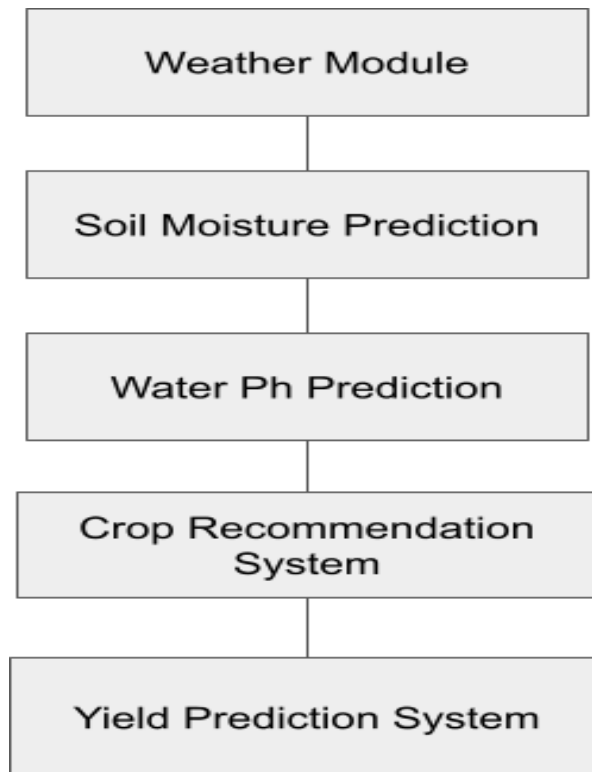 Weather Module
Soil Moisture Prediction
Water Ph Prediction
Crop Recommendation
System
Yield Prediction System